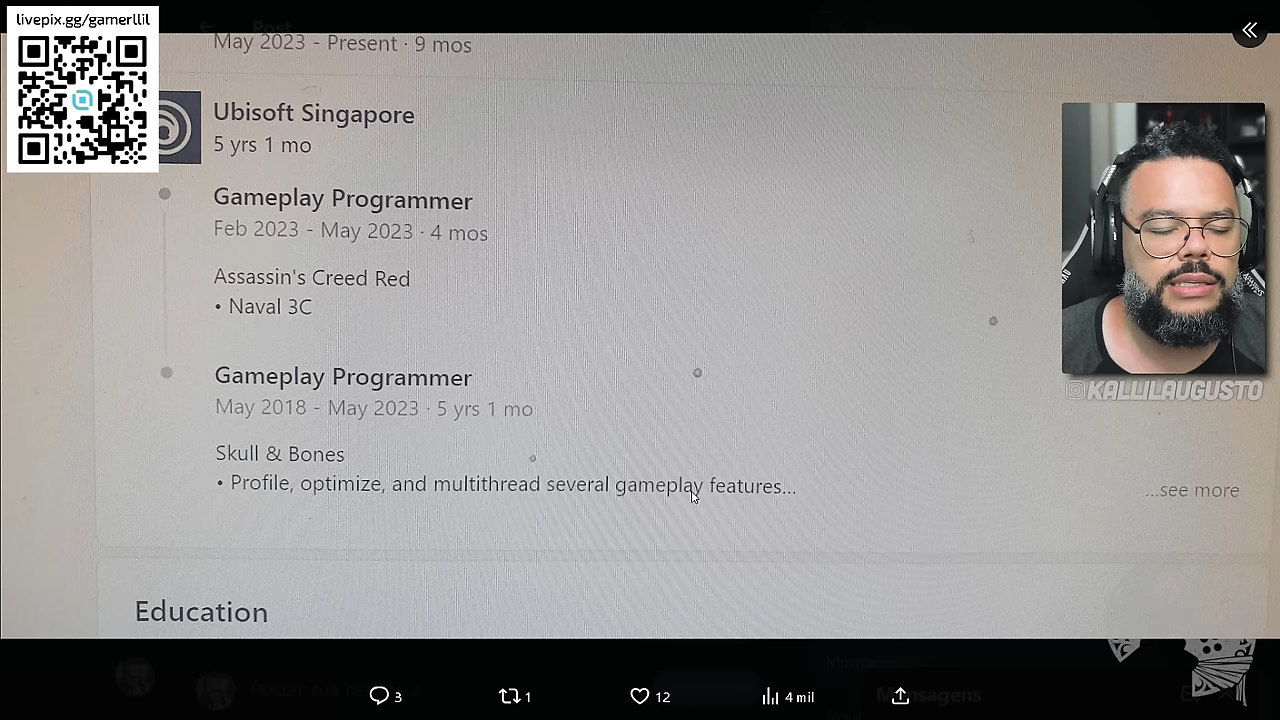 livepix.gg/gamerllil
May 2023 - Present · 9 mos
Ubisoft Singapore
5 yrs 1 mo
Gameplay Programmer
Feb 2023 - May 2023 · 4 mos
Assassin's Creed Red
• Naval 3C
Gameplay Programmer
May 2018 - May 2023 · 5 yrs 1 mo
Skull & Bones
• Profile, optimize, and multithread several gameplay features...
...see more
Education
@KALLILAUGUSTO
Post
3
1
12
4 mil
Mensagens